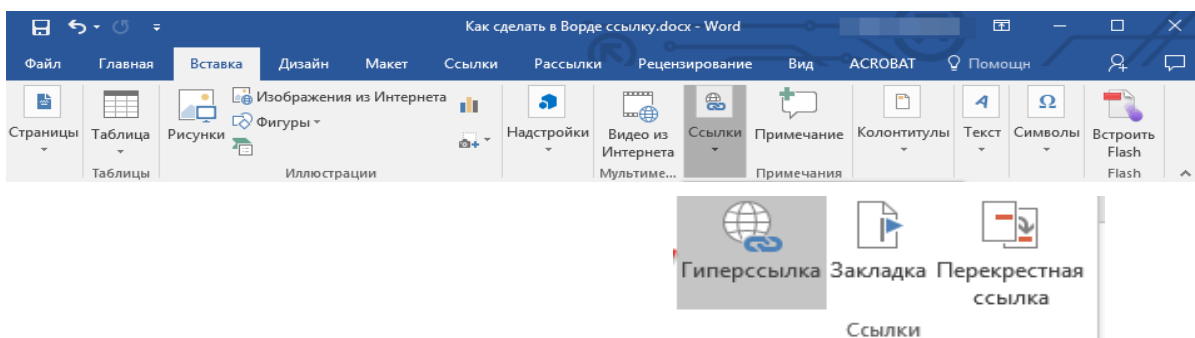 Как сделать в Ворде ссылку.docx - Word
Файл Главная Вставка Дизайн Макет Ссылки Рассылки Рецензирование Вид ACROBAT Помощн
Страницы Таблица Рисунки Изображения из Интернета Фигуры Надстройки Видео из Интернета Ссылки Примечание Колонтитулы Текст Символы Встроить Flash
Таблицы Иллюстрации Мультиме... Примечания Flash
Гиперссылка Закладка Перекрестная
ссылка
Ссылки